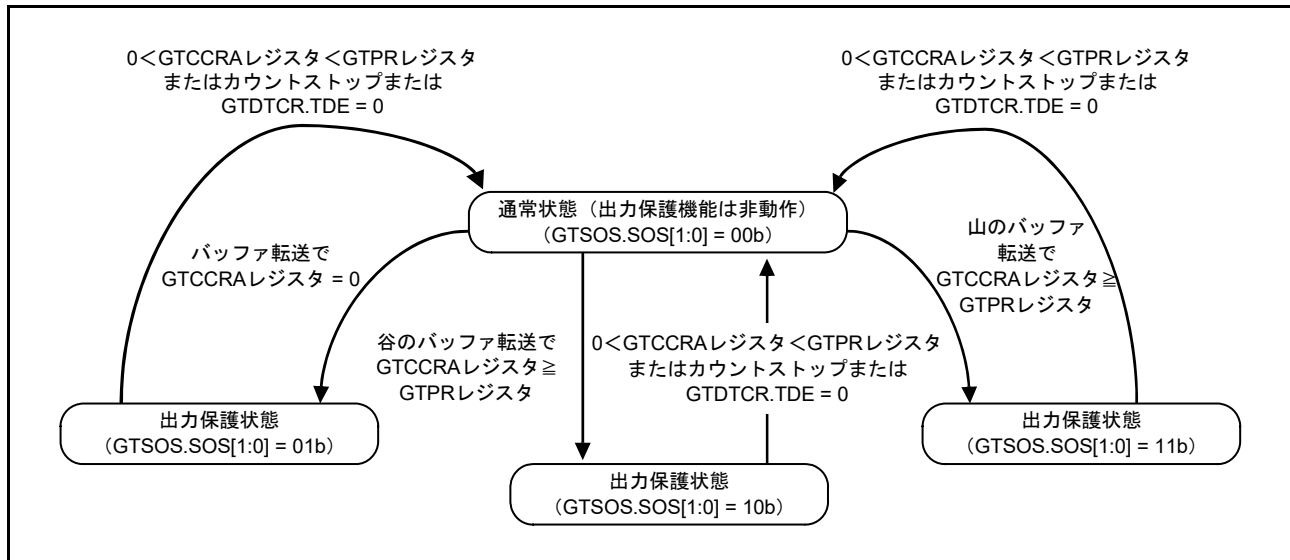 0＜GTCCRAレジスタ＜GTPRレジスタ
またはカウントストップまたは
GTDTCR.TDE = 0
0＜GTCCRAレジスタ＜GTPRレジスタ
またはカウントストップまたは
GTDTCR.TDE = 0
通常状態（出力保護機能は非動作）
（GTSOS.SOS[1:0] = 00b）
バッファ転送で
GTCCRAレジスタ = 0
山のバッファ
転送で
GTCCRAレジスタ≧
GTPRレジスタ
谷のバッファ転送で
GTCCRAレジスタ≧
GTPRレジスタ
0＜GTCCRAレジスタ＜GTPRレジスタ
またはカウントストップまたは
GTDTCR.TDE = 0
出力保護状態
（GTSOS.SOS[1:0] = 01b）
出力保護状態
（GTSOS.SOS[1:0] = 10b）
出力保護状態
（GTSOS.SOS[1:0] = 11b）